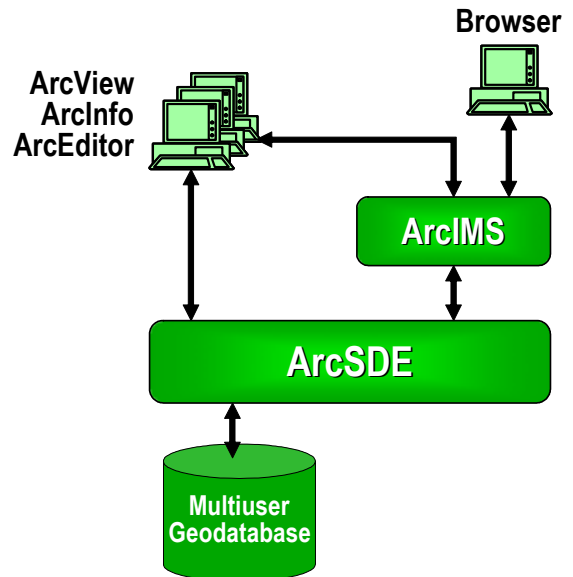 Browser
ArcView
ArcInfo
ArcEditor
ArcIMS
ArcSDE
Multiuser
Geodatabase